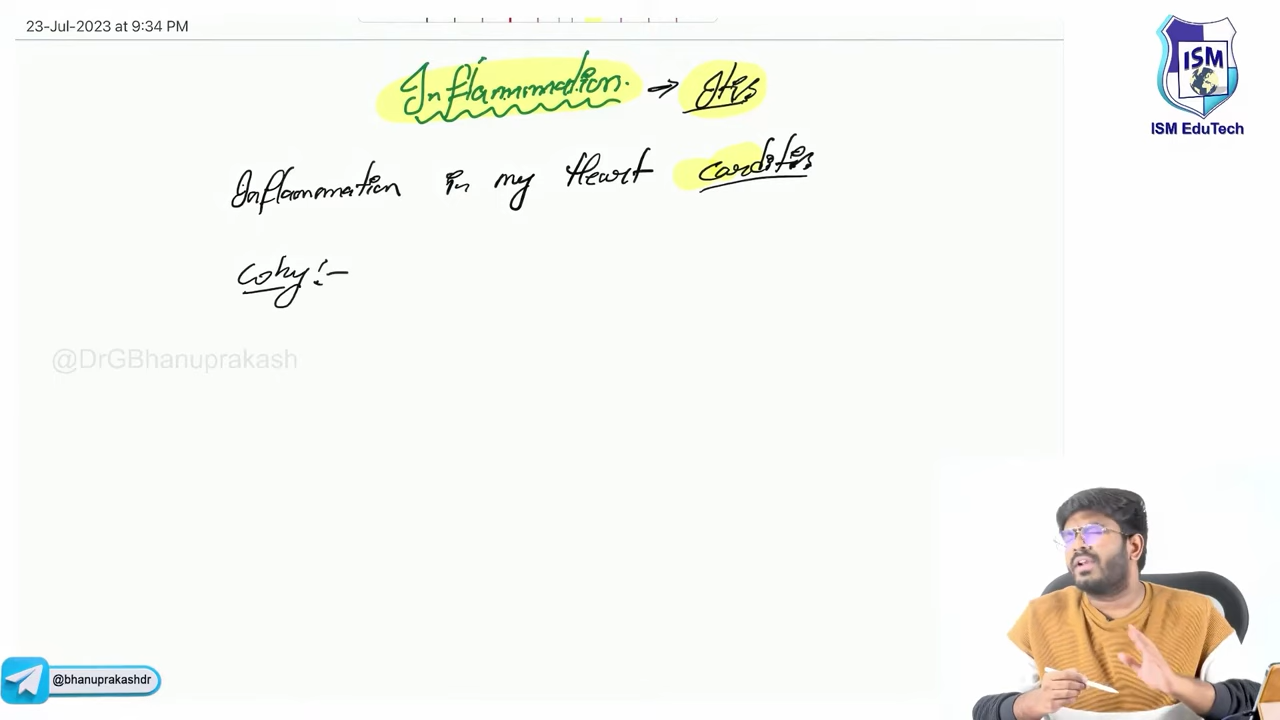 23-Jul-2023 at 9:34 PM
Inflammation. → Itis
Inflammation in my Heart carditis
Why :-
@DrGBhanuprakash
ISM
ISM EduTech
@bhanuprakashdr